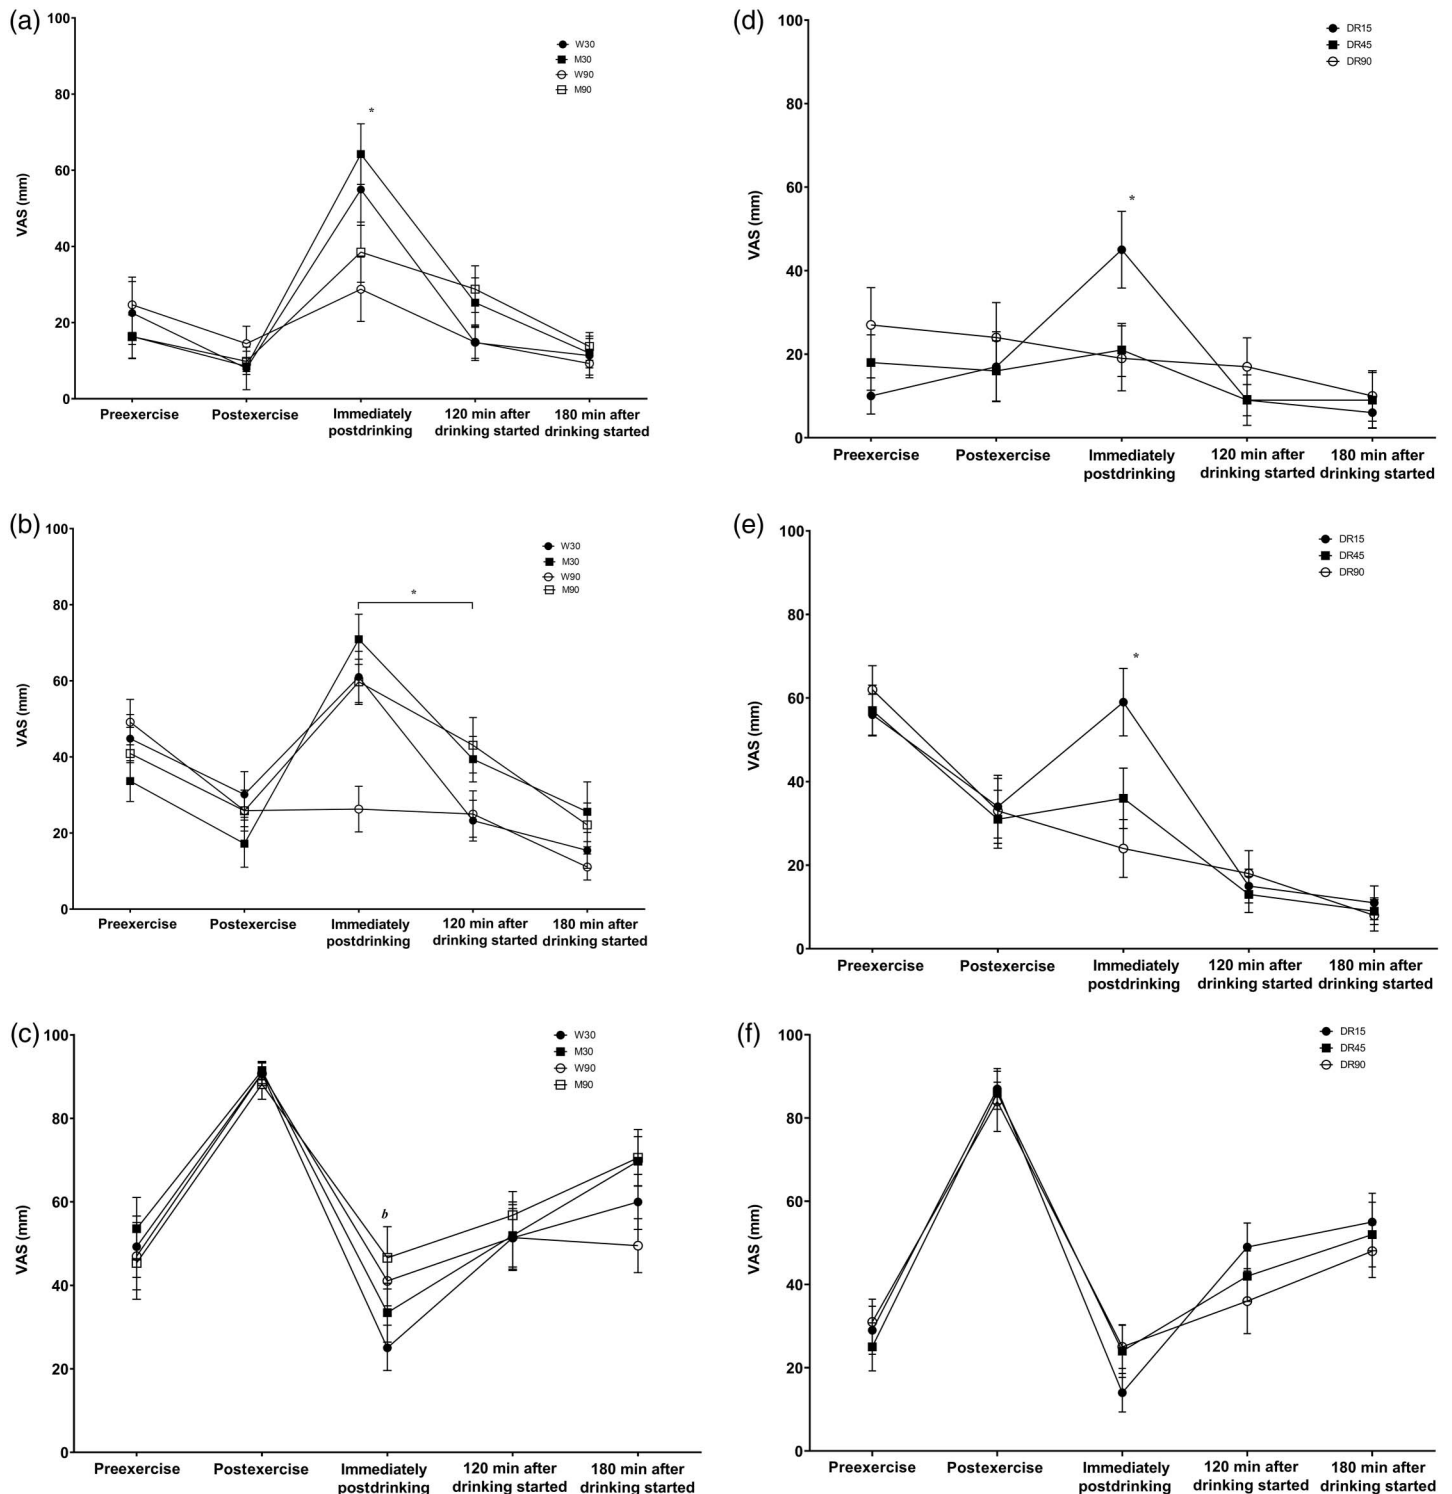 (a)
100
80
60
40
20
0
VAS (mm)
W30
M30
W90
M90
*
Preexercise
Postexercise
Immediately
postdrinking
120 min after
drinking started
180 min after
drinking started
(d)
100
80
60
40
20
0
VAS (mm)
DR15
DR45
DR90
*
Preexercise
Postexercise
Immediately
postdrinking
120 min after
drinking started
180 min after
drinking started
(b)
100
80
60
40
20
0
VAS (mm)
W30
M30
W90
M90
*
Preexercise
Postexercise
Immediately
postdrinking
120 min after
drinking started
180 min after
drinking started
(e)
100
80
60
40
20
0
VAS (mm)
DR15
DR45
DR90
*
Preexercise
Postexercise
Immediately
postdrinking
120 min after
drinking started
180 min after
drinking started
(c)
100
80
60
40
20
0
VAS (mm)
W30
M30
W90
M90
b
Preexercise
Postexercise
Immediately
postdrinking
120 min after
drinking started
180 min after
drinking started
(f)
100
80
60
40
20
0
VAS (mm)
DR15
DR45
DR90
Preexercise
Postexercise
Immediately
postdrinking
120 min after
drinking started
180 min after
drinking started